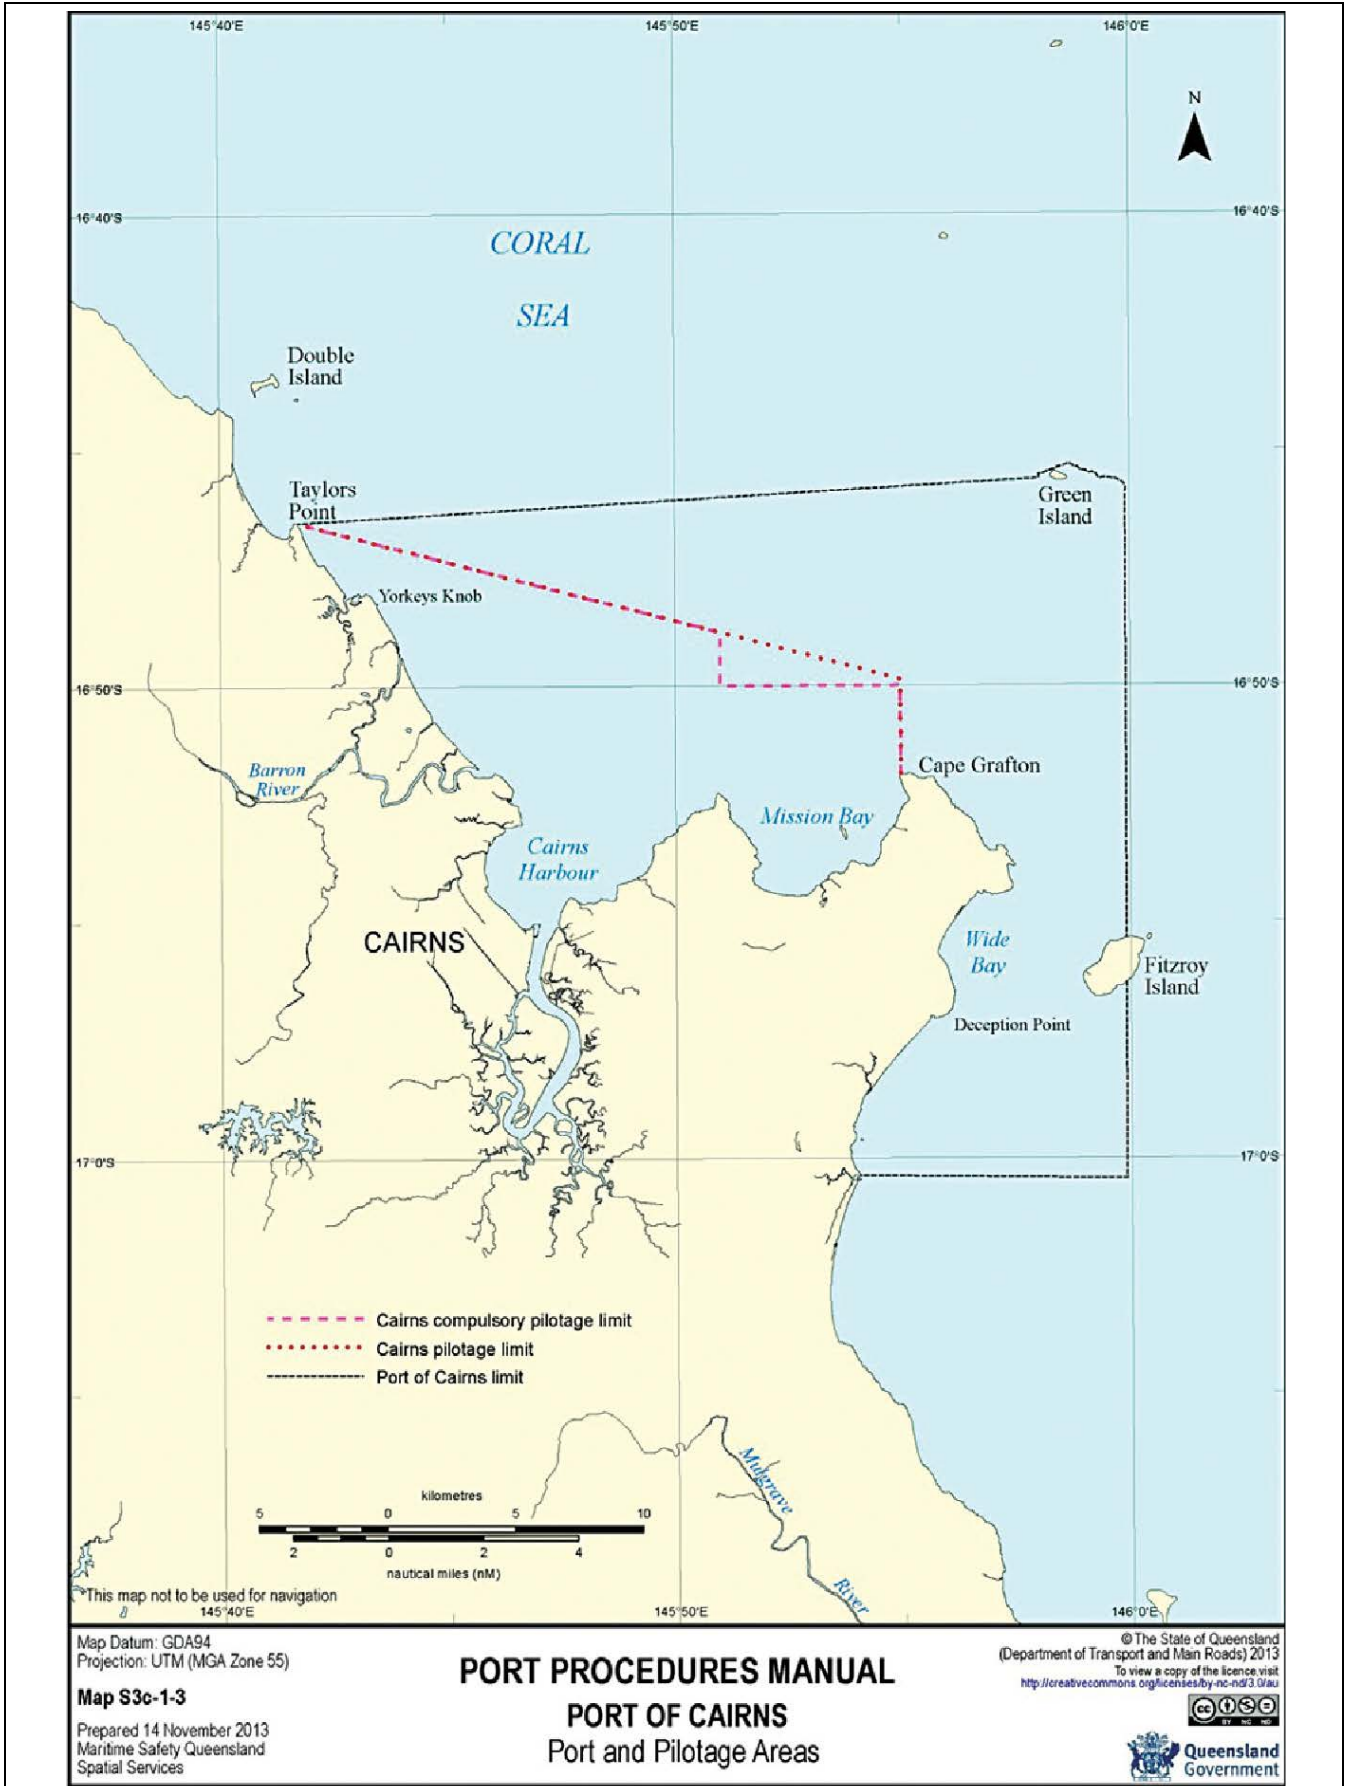 145°40'E
145°50'E
146°0'E
N
16°40'S
16°40'S
CORAL
SEA
Double
Island
Taylors
Point
Green
Island
Yorkeys Knob
16°50'S
16°50'S
Cape Grafton
Barron
River
Mission Bay
Cairns
Harbour
CAIRNS
Wide
Bay
Fitzroy
Island
Deception Point
17°0'S
17°0'S
Cairns compulsory pilotage limit
Cairns pilotage limit
Port of Cairns limit
Mulgrave
River
kilometres
5 0 5 10
2 0 2 4
nautical miles (nM)
*This map not to be used for navigation
145°40'E
145°50'E
146°0'E
Map Datum: GDA94
Projection: UTM (MGA Zone 55)
Map S3c-1-3
Prepared 14 November 2013
Maritime Safety Queensland
Spatial Services
PORT PROCEDURES MANUAL
PORT OF CAIRNS
Port and Pilotage Areas
© The State of Queensland
(Department of Transport and Main Roads) 2013
To view a copy of the licence visit
http://creativecommons.org/licenses/by-nc-nd/3.0/au
cc
BY NC ND
Queensland
Government